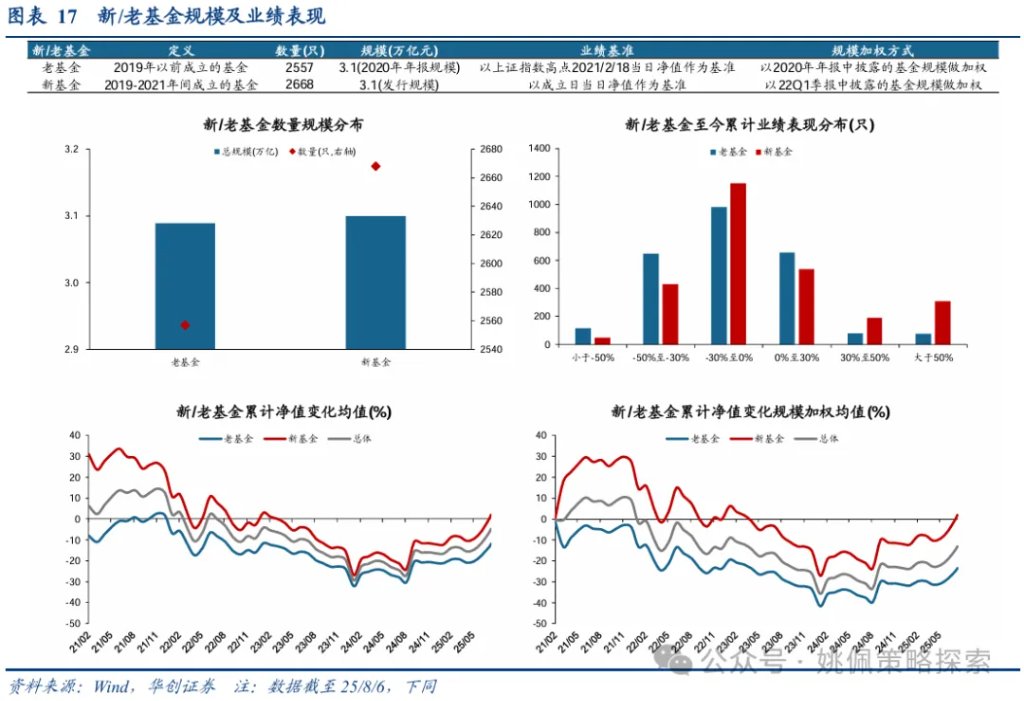 图表 17 新/老基金规模及业绩表现
新/老基金 定义 数量(只) 规模(万亿元) 业绩基准 规模加权方式
老基金 2019年以前成立的基金 2557 3.1(2020年年报规模) 以上证指数高点2021/2/18当日净值作为基准 以2020年年报中披露的基金规模做加权
新基金 2019-2021年间成立的基金 2668 3.1(发行规模) 以成立日当日净值作为基准 以22Q1季报中披露的基金规模做加权
新/老基金数量规模分布
总规模(万亿) 数量(只,右轴)
3.2
3.1
3.0
2.9
2680
2660
2640
2620
2600
2580
2560
2540
老基金 新基金
新/老基金至今累计业绩表现分布(只)
老基金 新基金
1400
1200
1000
800
600
400
200
0
小于-50% -50%至-30% -30%至0% 0%至30% 30%至50% 大于50%
新/老基金累计净值变化均值(%)
老基金 新基金 总体
40
30
20
10
0
-10
-20
-30
-40
-50
21/02 21/05 21/08 21/11 22/02 22/05 22/08 22/11 23/02 23/05 23/08 23/11 24/02 24/05 24/08 24/11 25/02 25/05
新/老基金累计净值变化规模加权均值(%)
老基金 新基金 总体
40
30
20
10
0
-10
-20
-30
-40
-50
21/02 21/05 21/08 21/11 22/02 22/05 22/08 22/11 23/02 23/05 23/08 23/11 24/02 24/05 24/08 24/11 25/02 25/05
公众号·姚佩策略探索
资料来源：Wind，华创证券 注：数据截至25/8/6，下同